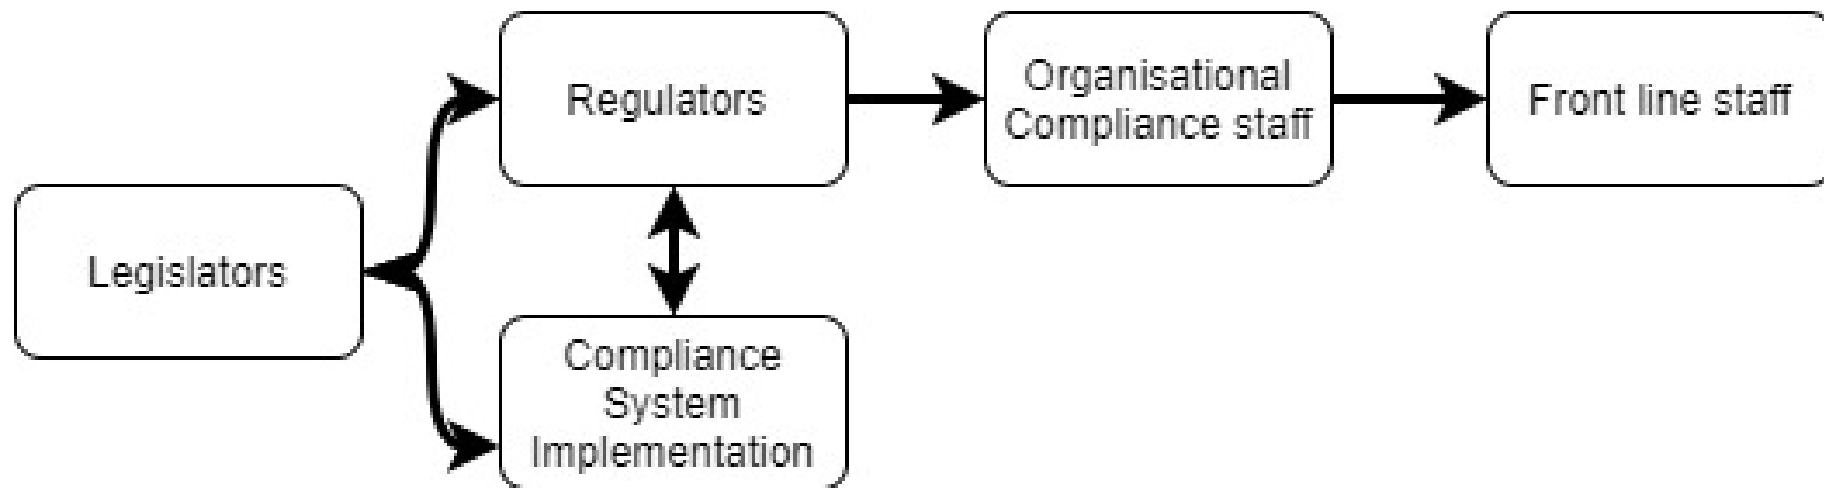 Legislators
Regulators
Compliance
System
Implementation
Organisational
Compliance staff
Front line staff